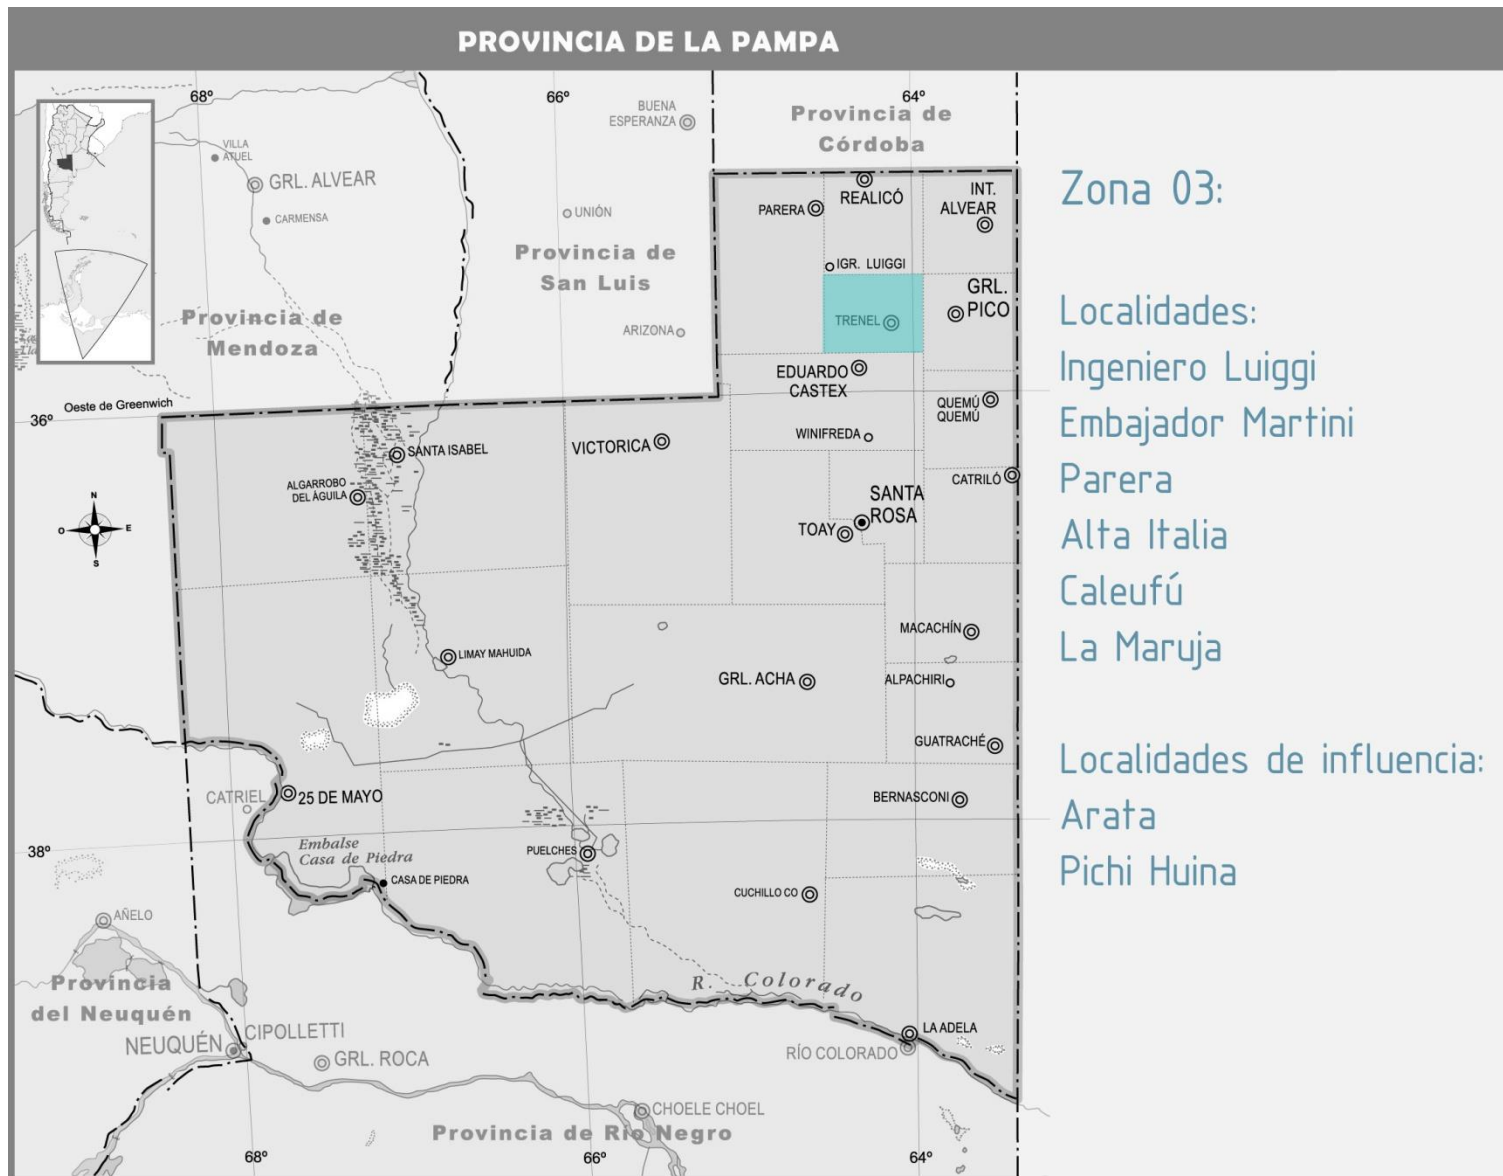 PROVINCIA DE LA PAMPA
68º
66º
64º
BUENA
ESPERANZA
Provincia de
Córdoba
VILLA
ATUEL
GRL. ALVEAR
CARMENSA
UNIÓN
PARERA
REALICÓ
INT.
ALVEAR
Provincia de
San Luis
IGR. LUIGGI
GRL.
PICO
TRENEL
ARIZONA
Provincia de
Mendoza
EDUARDO
CASTEX
Oeste de Greenwich
36º
QUEMÚ
QUEMÚ
WINIFREDA
VICTORICA
SANTA ISABEL
CATRILÓ
ALGARROBO
DEL ÁGUILA
SANTA
ROSA
TOAY
N
O
E
S
MACACHÍN
LIMAY MAHUIDA
GRL. ACHA
ALPACHIRI
GUATRACHÉ
CATRIEL
25 DE MAYO
BERNASCONI
38º
Embalse
Casa de Piedra
PUELCHES
CASA DE PIEDRA
CUCHILLO CO
AÑELO
Provincia
del Neuquén
R. Colorado
LA ADELA
NEUQUÉN
CIPOLLETTI
GRL. ROCA
RÍO COLORADO
CHOELE CHOEL
Provincia de Río Negro
68º
66º
64º
Zona 03:
Localidades:
Ingeniero Luiggi
Embajador Martini
Parera
Alta Italia
Caleufú
La Maruja
Localidades de influencia:
Arata
Pichi Huina